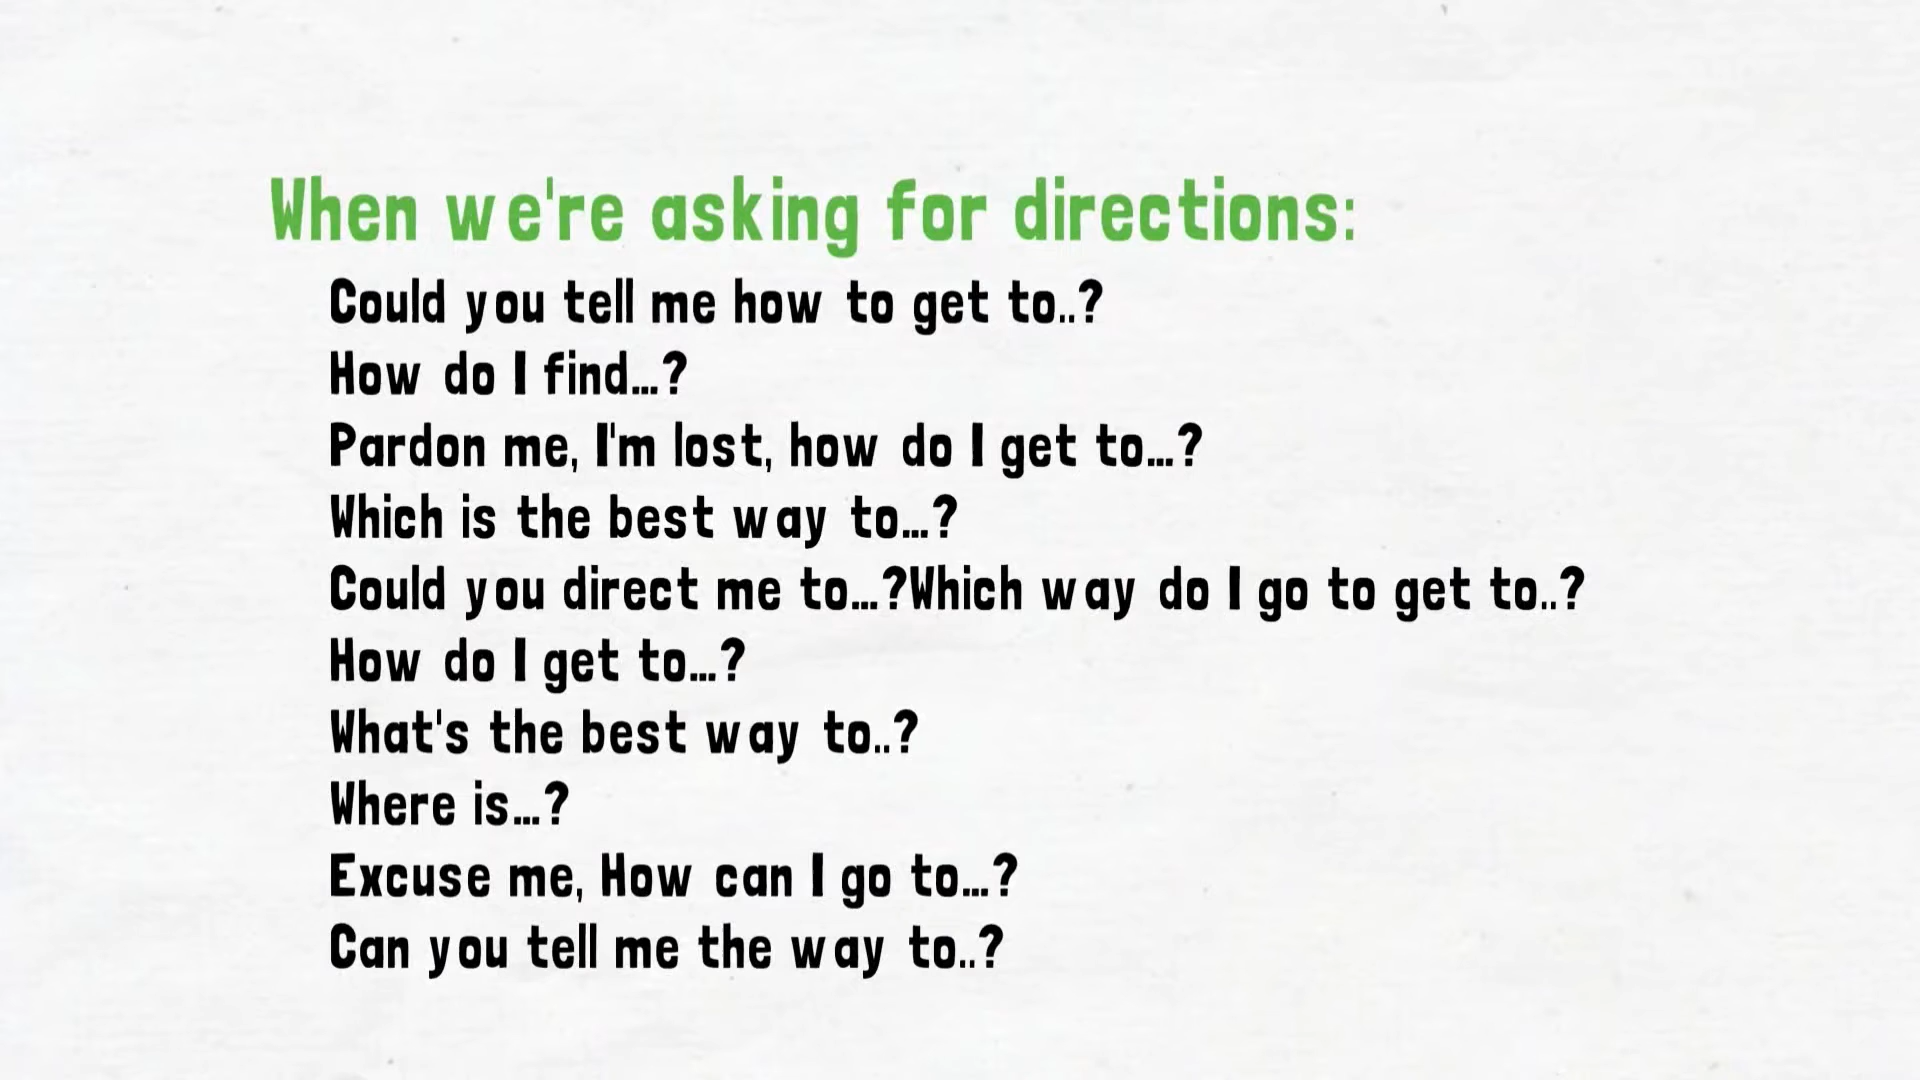 When we're asking for directions:
Could you tell me how to get to..?
How do I find...?
Pardon me, I'm lost, how do I get to...?
Which is the best way to...?
Could you direct me to...?Which way do I go to get to..?
How do I get to...?
What's the best way to..?
Where is...?
Excuse me, How can I go to...?
Can you tell me the way to..?